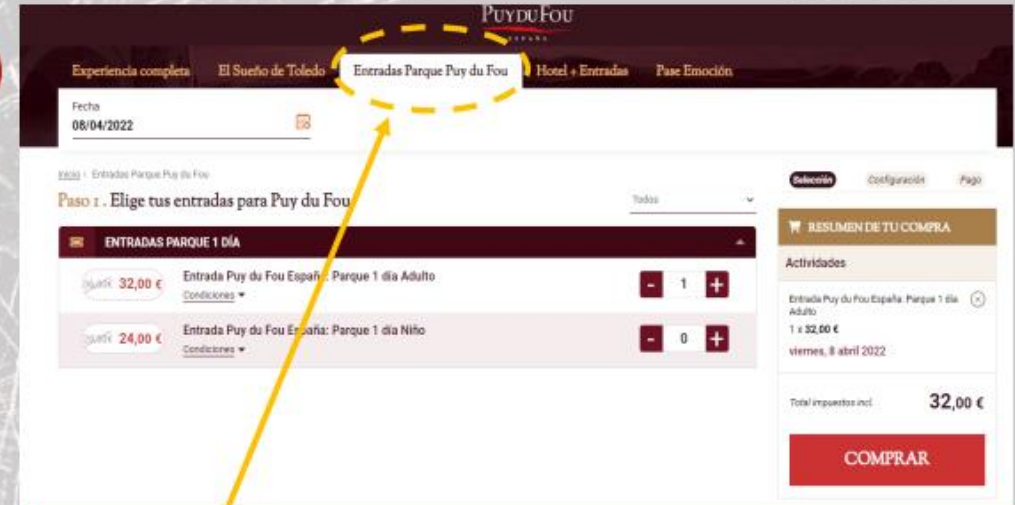 PUYDUFOU
ESPAÑA
Experiencia completa El Sueño de Toledo Entradas Parque Puy du Fou Hotel + Entradas Pase Emoción
Fecha
08/04/2022
Inicio › Entradas Parque Puy du Fou
Paso 1 . Elige tus entradas para Puy du Fou
Todos
ENTRADAS PARQUE 1 DÍA
32,00 € Entrada Puy du Fou España: Parque 1 día Adulto
Condiciones
- 1 +
24,00 € Entrada Puy du Fou España: Parque 1 día Niño
Condiciones
- 0 +
Selección Configuración Pago
RESUMEN DE TU COMPRA
Actividades
Entrada Puy du Fou España: Parque 1 día
Adulto
1 x 32,00 €
viernes, 8 abril 2022
Total impuestos incl. 32,00 €
COMPRAR